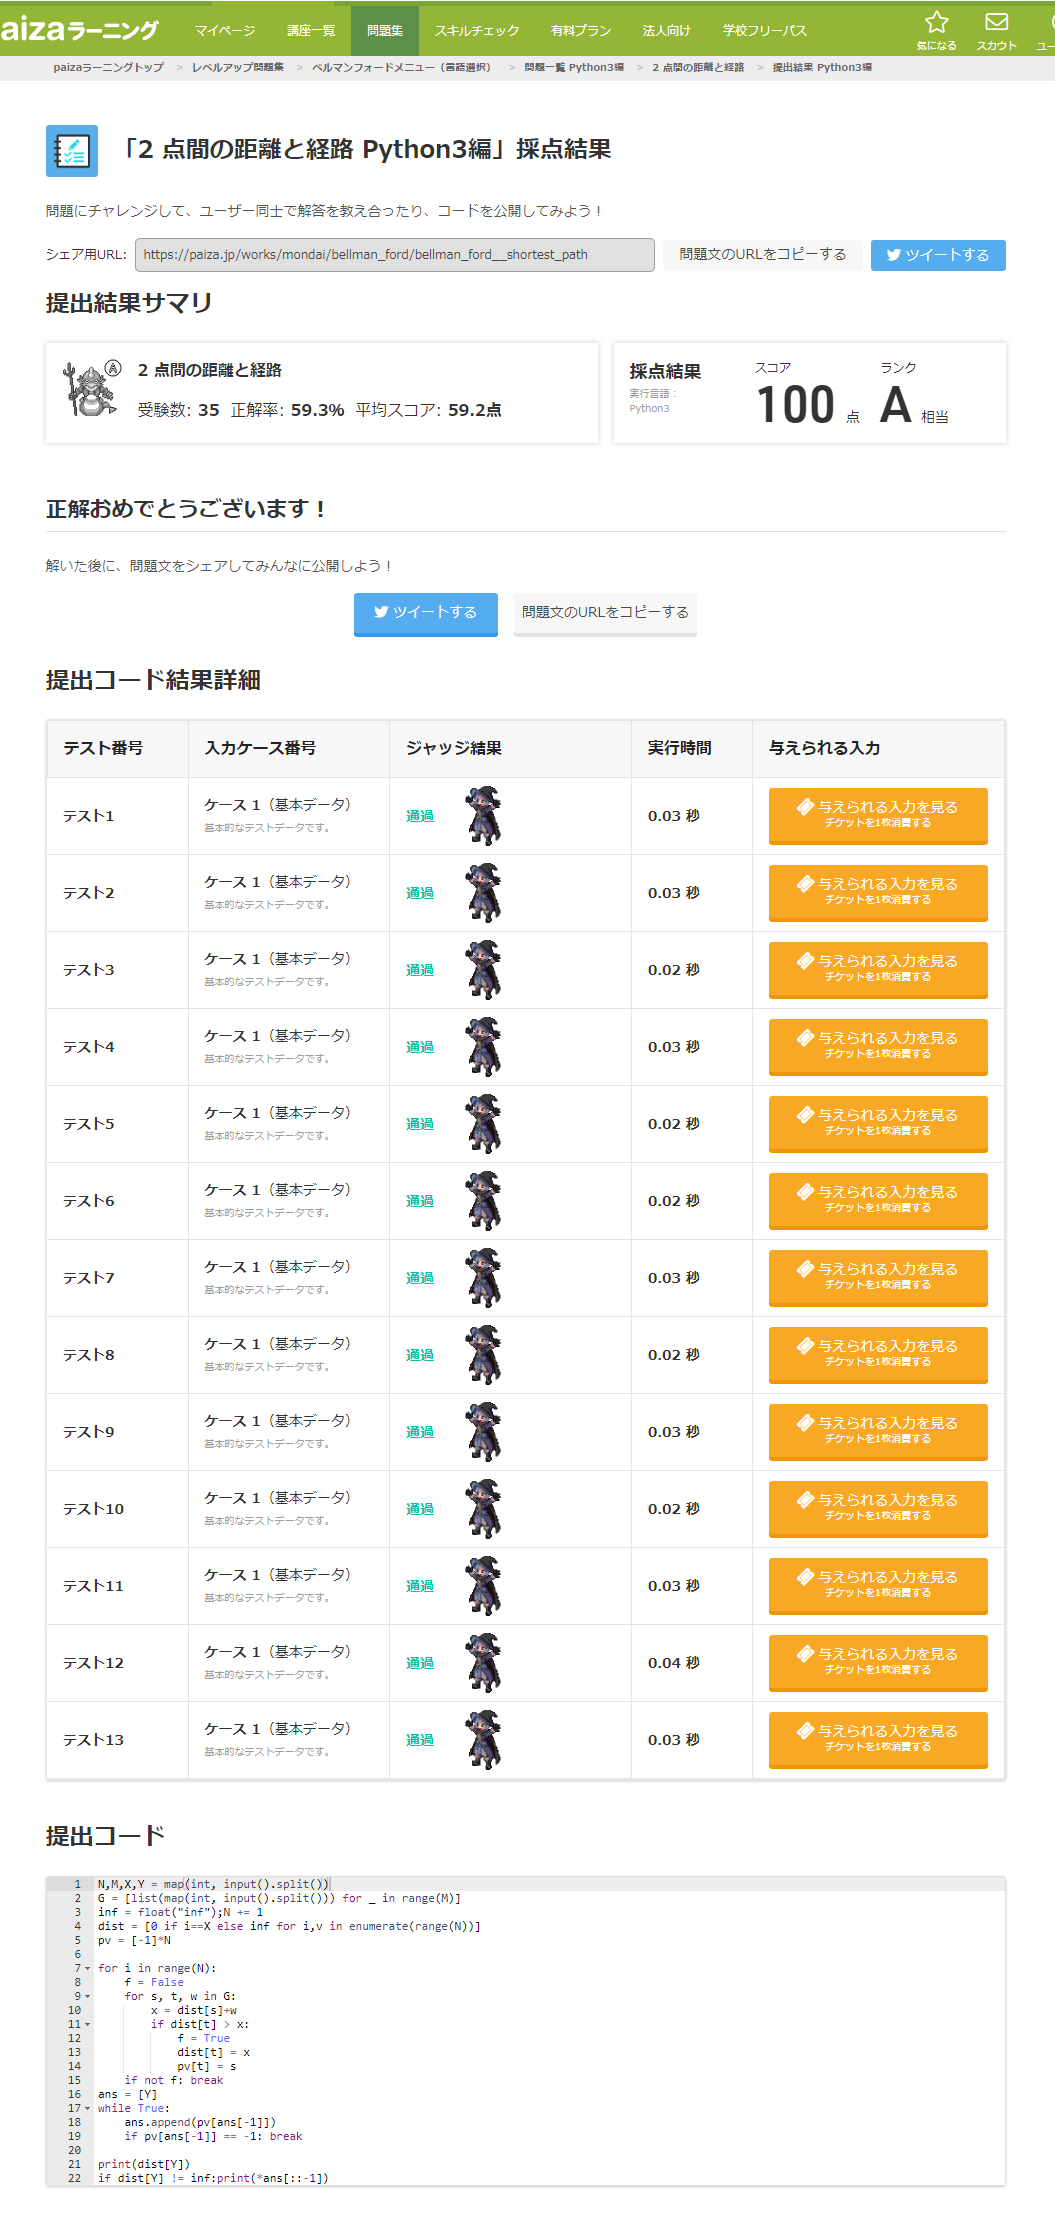 aizaラーニング
マイページ 講座一覧 問題集 スキルチェック 有料プラン 法人向け 学校フリーパス 気になる スカウト ユー
paizaラーニングトップ > レベルアップ問題集 > ベルマンフォードメニュー（言語選択） > 問題一覧 Python3編 > 2 点間の距離と経路 > 提出結果 Python3編
「2 点間の距離と経路 Python3編」採点結果
問題にチャレンジして、ユーザー同士で解答を教え合ったり、コードを公開してみよう！
シェア用URL: https://paiza.jp/works/mondai/bellman_ford/bellman_ford__shortest_path 問題文のURLをコピーする ツイートする
提出結果サマリ
A
2 点間の距離と経路
受験数: 35 正解率: 59.3% 平均スコア: 59.2点
採点結果
実行言語：
Python3
スコア
100 点
ランク
A 相当
正解おめでとうございます！
解いた後に、問題文をシェアしてみんなに公開しよう！
ツイートする 問題文のURLをコピーする
提出コード結果詳細
テスト番号 入力ケース番号 ジャッジ結果 実行時間 与えられる入力
テスト1 ケース 1（基本データ） 通過 0.03 秒 与えられる入力を見る
基本的なテストデータです。 チケットを1枚消費する
テスト2 ケース 1（基本データ） 通過 0.03 秒 与えられる入力を見る
基本的なテストデータです。 チケットを1枚消費する
テスト3 ケース 1（基本データ） 通過 0.02 秒 与えられる入力を見る
基本的なテストデータです。 チケットを1枚消費する
テスト4 ケース 1（基本データ） 通過 0.03 秒 与えられる入力を見る
基本的なテストデータです。 チケットを1枚消費する
テスト5 ケース 1（基本データ） 通過 0.02 秒 与えられる入力を見る
基本的なテストデータです。 チケットを1枚消費する
テスト6 ケース 1（基本データ） 通過 0.02 秒 与えられる入力を見る
基本的なテストデータです。 チケットを1枚消費する
テスト7 ケース 1（基本データ） 通過 0.03 秒 与えられる入力を見る
基本的なテストデータです。 チケットを1枚消費する
テスト8 ケース 1（基本データ） 通過 0.02 秒 与えられる入力を見る
基本的なテストデータです。 チケットを1枚消費する
テスト9 ケース 1（基本データ） 通過 0.03 秒 与えられる入力を見る
基本的なテストデータです。 チケットを1枚消費する
テスト10 ケース 1（基本データ） 通過 0.02 秒 与えられる入力を見る
基本的なテストデータです。 チケットを1枚消費する
テスト11 ケース 1（基本データ） 通過 0.03 秒 与えられる入力を見る
基本的なテストデータです。 チケットを1枚消費する
テスト12 ケース 1（基本データ） 通過 0.04 秒 与えられる入力を見る
基本的なテストデータです。 チケットを1枚消費する
テスト13 ケース 1（基本データ） 通過 0.03 秒 与えられる入力を見る
基本的なテストデータです。 チケットを1枚消費する
提出コード
1 N,M,X,Y = map(int, input().split())
2 G = [list(map(int, input().split())) for _ in range(M)]
3 inf = float("inf");N += 1
4 dist = [0 if i==X else inf for i,v in enumerate(range(N))]
5 pv = [-1]*N
6
7 for i in range(N):
8     f = False
9     for s, t, w in G:
10         x = dist[s]+w
11         if dist[t] > x:
12             f = True
13             dist[t] = x
14             pv[t] = s
15     if not f: break
16 ans = [Y]
17 while True:
18     ans.append(pv[ans[-1]])
19     if pv[ans[-1]] == -1: break
20
21 print(dist[Y])
22 if dist[Y] != inf:print(*ans[::-1])